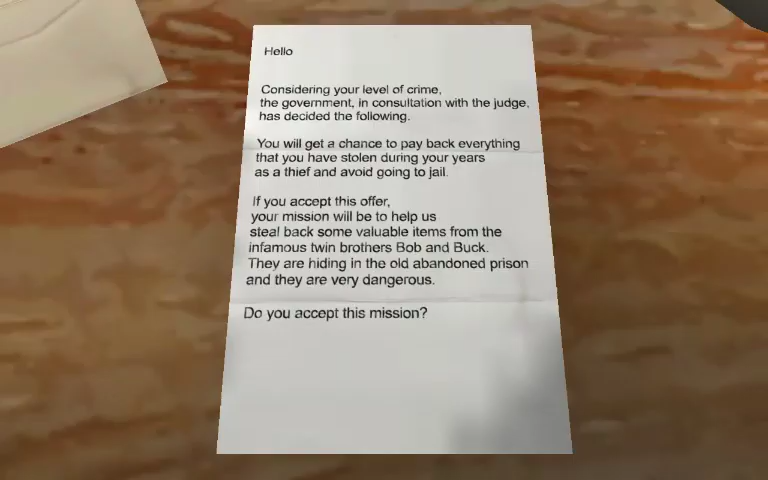 Hello
Considering your level of crime,
the government, in consultation with the judge,
has decided the following.
You will get a chance to pay back everything
that you have stolen during your years
as a thief and avoid going to jail.
If you accept this offer,
your mission will be to help us
steal back some valuable items from the
infamous twin brothers Bob and Buck.
They are hiding in the old abandoned prison
and they are very dangerous.
Do you accept this mission?